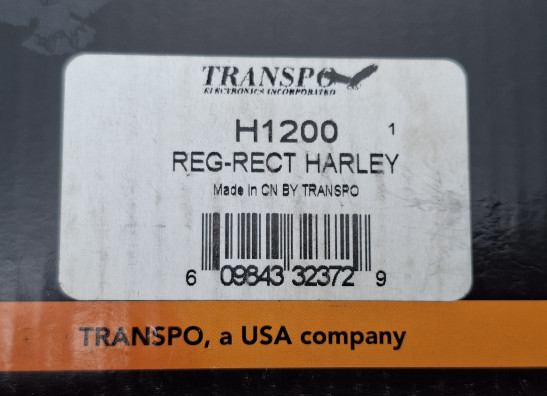 TRANSPO
ELECTRONICS INCORPORATED
H1200 1
REG-RECT HARLEY
Made in CN BY TRANSPO
6 09843 32372 9
TRANSPO, a USA company